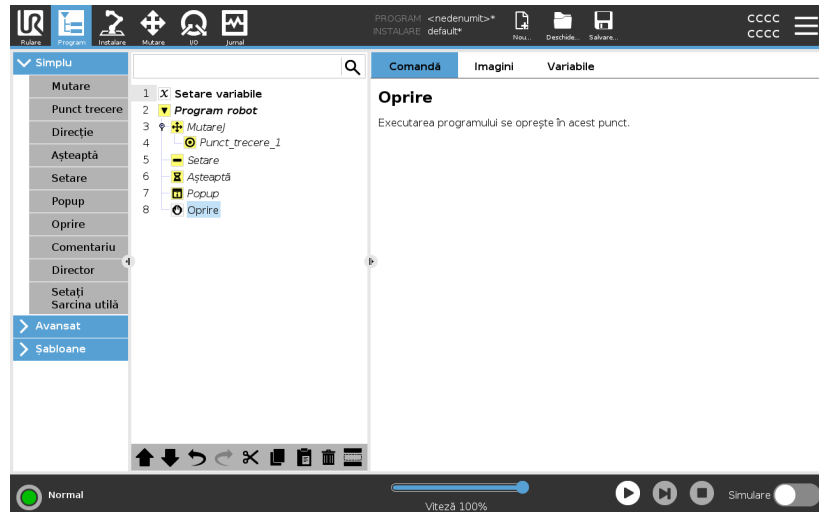 UR
Rulare
Program
Instalare
Mutare
I/O
Jurnal
PROGRAM <nedenumit>*
INSTALARE default*
Nou...
Deschide...
Salvare...
CCCC
CCCC
Simplu
Mutare
Punct trecere
Direcție
Așteaptă
Setare
Popup
Oprire
Comentariu
Director
Setați
Sarcina utilă
Avansat
Șabloane
1 X Setare variabile
2 Program robot
3 MutareJ
4 Punct_trecere_1
5 Setare
6 Așteaptă
7 Popup
8 Oprire
Comandă
Imagini
Variabile
Oprire
Executarea programului se oprește în acest punct.
Normal
Viteză 100%
Simulare